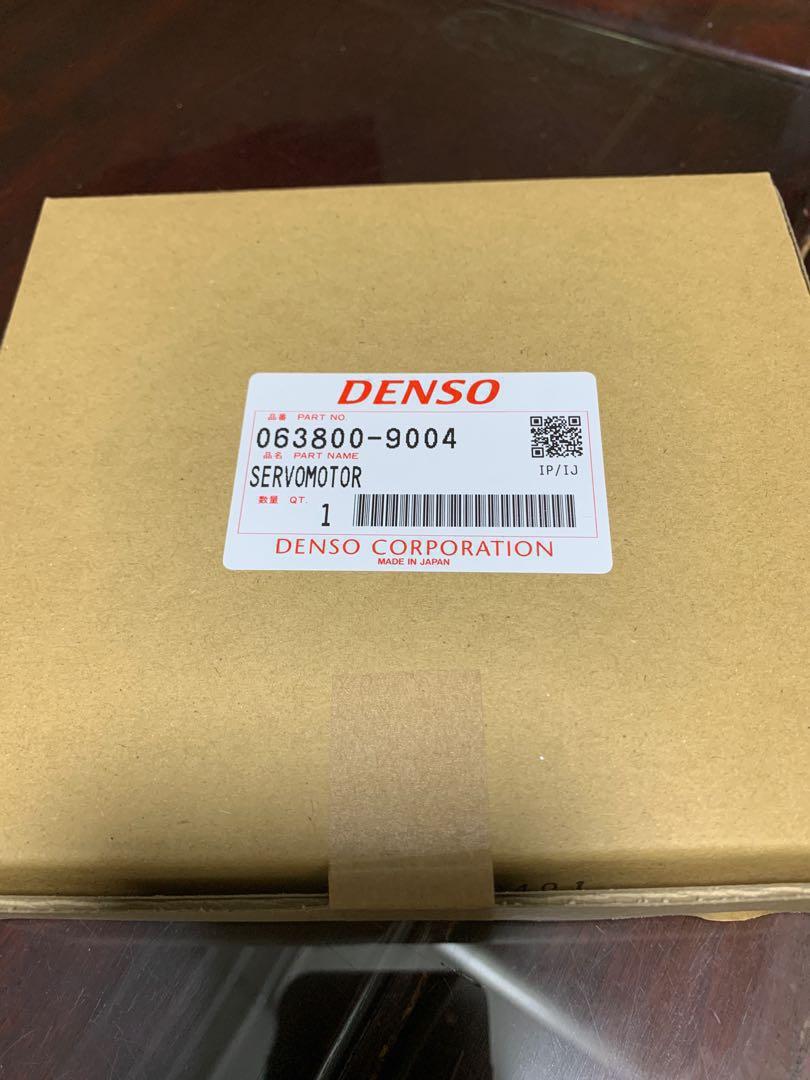 DENSO
品番 PART NO.
063800-9004
品名 PART NAME
IP/IJ
SERVOMOTOR
数量 QT.
1
DENSO CORPORATION
MADE IN JAPAN